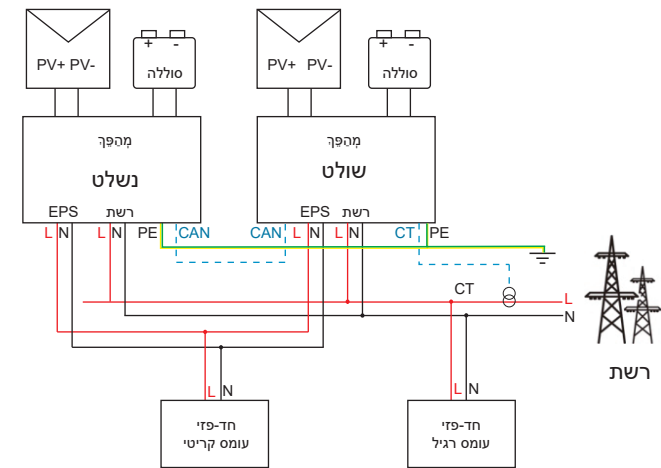 PV+ PV-
+ -
סוללה
PV+ PV-
+ -
סוללה
מְהַפֵּךְ
נשלט
מְהַפֵּךְ
שולט
EPS רשת
EPS רשת
L N L N PE CAN
CAN L N L N CT PE
CT
L
N
רשת
L N
L N
חד-פזי
עומס קריטי
חד-פזי
עומס רגיל